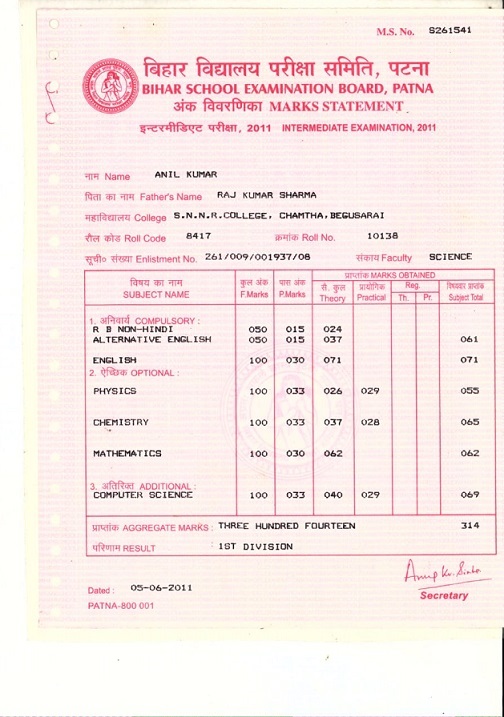 M.S. No. S261541
बिहार विद्यालय परीक्षा समिति, पटना
BIHAR SCHOOL EXAMINATION BOARD, PATNA
अंक विवरणिका MARKS STATEMENT
इन्टरमीडिएट परीक्षा, 2011 INTERMEDIATE EXAMINATION, 2011
नाम Name ANIL KUMAR
पिता का नाम Father's Name RAJ KUMAR SHARMA
महाविद्यालय College S.N.N.R.COLLEGE, CHAMTHA,BEGUSARAI
रौल कोड Roll Code 8417 क्रमांक Roll No. 10138
सूची० संख्या Enlistment No. 261/009/001937/08 संकाय Faculty SCIENCE
विषय का नाम SUBJECT NAME कुल अंक F.Marks पास अंक P.Marks प्राप्तांक MARKS OBTAINED
सै. कुल Theory प्रायोगिक Practical Reg. Th. Pr. विषयवार प्राप्तांक Subject Total
1. अनिवार्य COMPULSORY :
R B NON-HINDI 050 015 024
ALTERNATIVE ENGLISH 050 015 037 061
ENGLISH 100 030 071 071
2. ऐच्छिक OPTIONAL :
PHYSICS 100 033 026 029 055
CHEMISTRY 100 033 037 028 065
MATHEMATICS 100 030 062 062
3. अतिरिक्त ADDITIONAL :
COMPUTER SCIENCE 100 033 040 029 069
प्राप्तांक AGGREGATE MARKS : THREE HUNDRED FOURTEEN 314
परिणाम RESULT : 1ST DIVISION
Dated : 05-06-2011
PATNA-800 001
Secretary